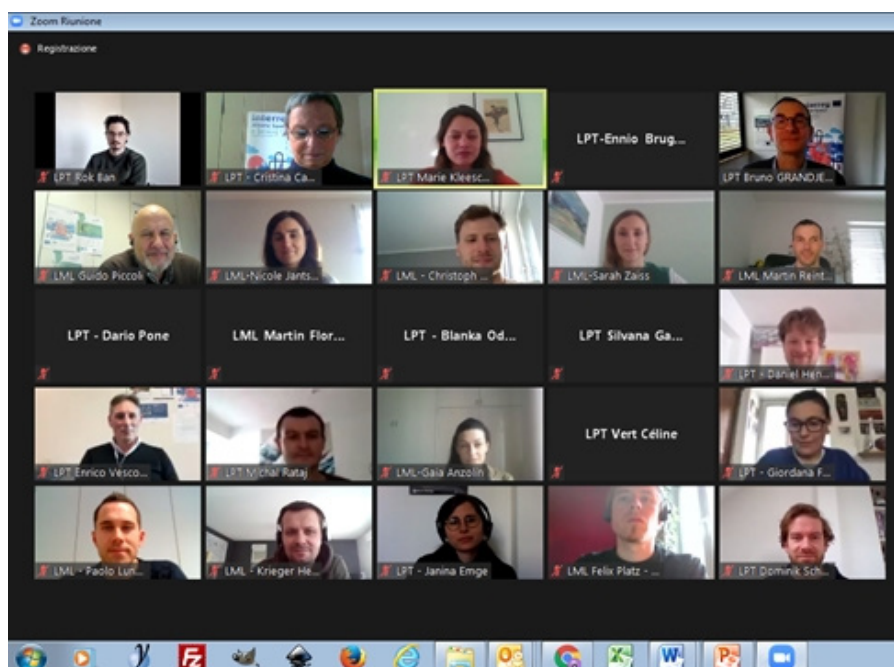 Zoom Riunione
Registrazione
LPT Rok Ban
LPT - Cristina Ca...
LPT Marie Kleesc...
LPT-Ennio Brug...
LPT Bruno GRANDJE...
LML Guido Piccoli
LML-Nicole Jants...
LML - Christoph ...
LML-Sarah Zaiss
LML Martin Reint...
LPT - Dario Pone
LML Martin Flor...
LPT - Blanka Od...
LPT Silvana Ga...
LPT - Daniel Hen...
LPT Enrico Vesco...
LPT Michal Rataj
LML-Gaia Anzolin
LPT Vert Céline
LPT - Giordana F...
LML - Paolo Lun...
LML - Krieger He...
LPT - Janina Emge
LML Felix Platz - ...
LPT Dominik Sch...